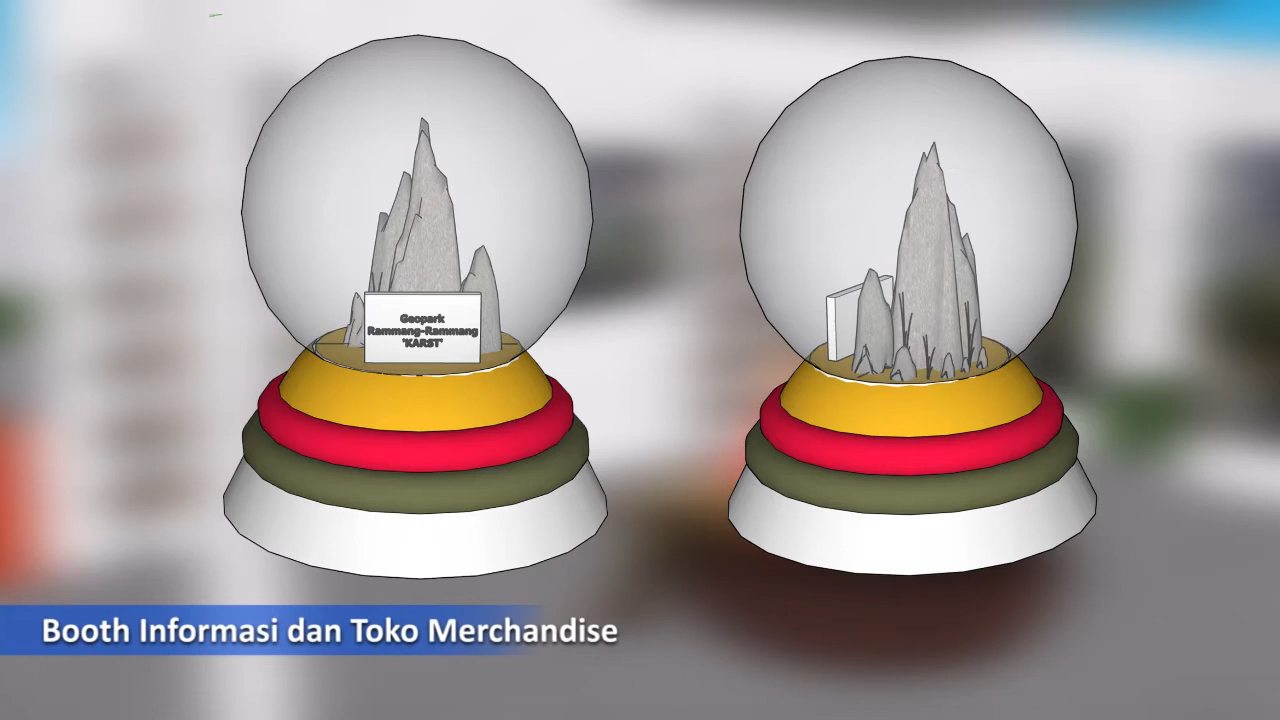 Geopark
Rammang-Rammang
'KARST'
Booth Informasi dan Toko Merchandise